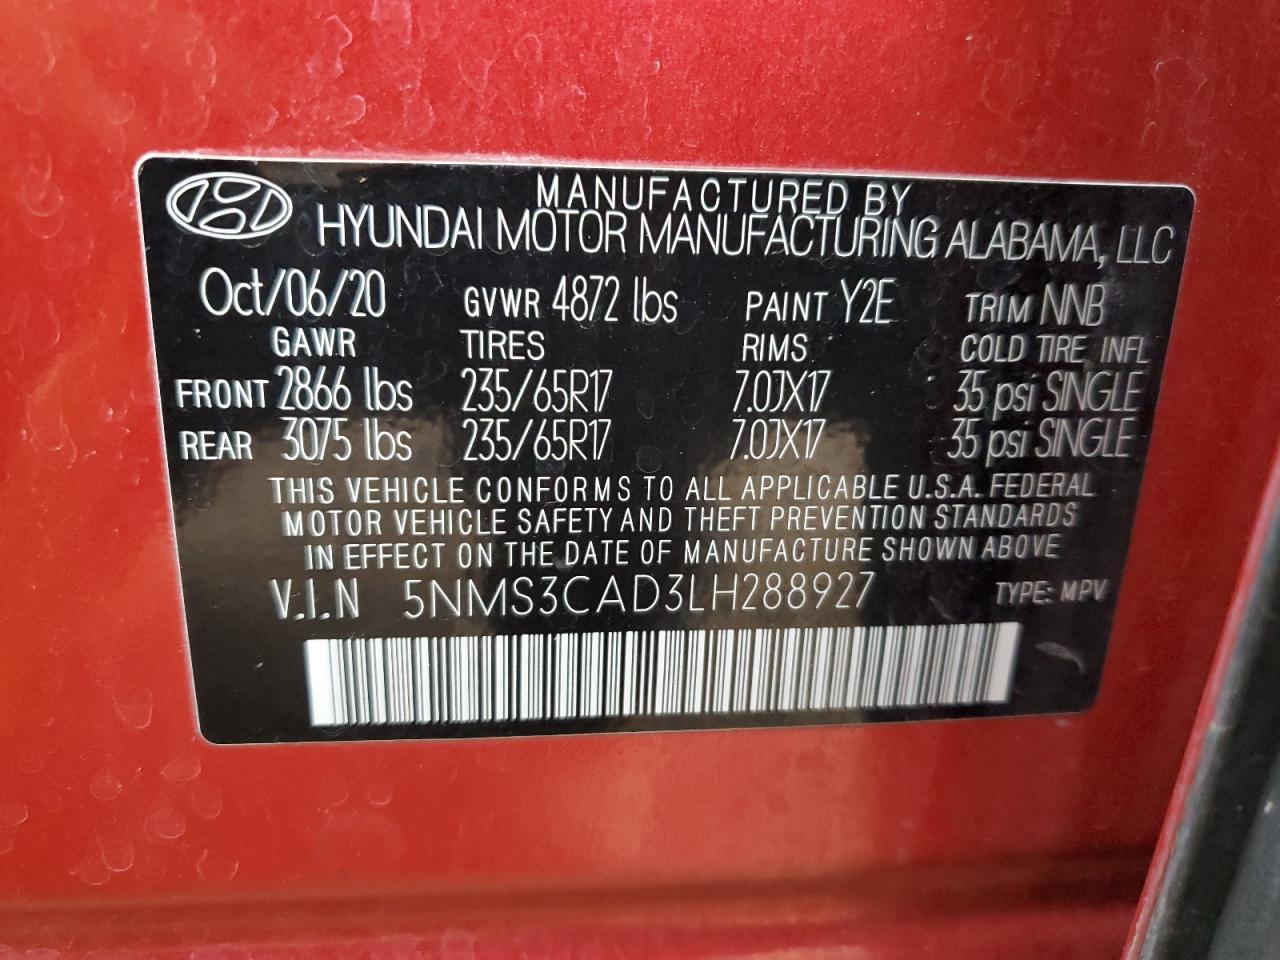 MANUFACTURED BY
HYUNDAI MOTOR MANUFACTURING ALABAMA, LLC
Oct/06/20 GVWR 4872 lbs PAINT Y2E TRIM NNB
GAWR TIRES RIMS COLD TIRE INFL
FRONT 2866 lbs 235/65R17 7.0JX17 35 psi SINGLE
REAR 3075 lbs 235/65R17 7.0JX17 35 psi SINGLE
THIS VEHICLE CONFORMS TO ALL APPLICABLE U.S.A. FEDERAL
MOTOR VEHICLE SAFETY AND THEFT PREVENTION STANDARDS
IN EFFECT ON THE DATE OF MANUFACTURE SHOWN ABOVE
V.I.N 5NMS3CAD3LH288927 TYPE: MPV